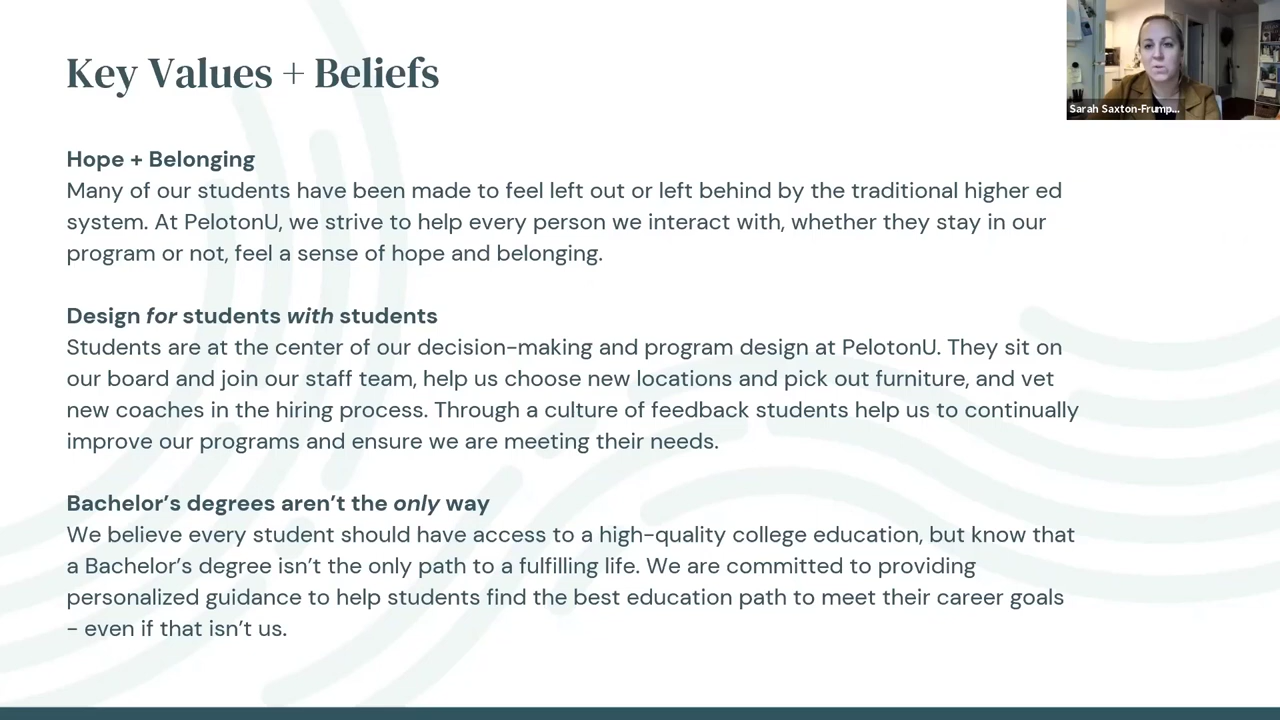 Key Values + Beliefs
Sarah Saxton-Frump...
Hope + Belonging
Many of our students have been made to feel left out or left behind by the traditional higher ed
system. At PelotonU, we strive to help every person we interact with, whether they stay in our
program or not, feel a sense of hope and belonging.
Design for students with students
Students are at the center of our decision-making and program design at PelotonU. They sit on
our board and join our staff team, help us choose new locations and pick out furniture, and vet
new coaches in the hiring process. Through a culture of feedback students help us to continually
improve our programs and ensure we are meeting their needs.
Bachelor’s degrees aren’t the only way
We believe every student should have access to a high-quality college education, but know that
a Bachelor’s degree isn’t the only path to a fulfilling life. We are committed to providing
personalized guidance to help students find the best education path to meet their career goals
– even if that isn’t us.